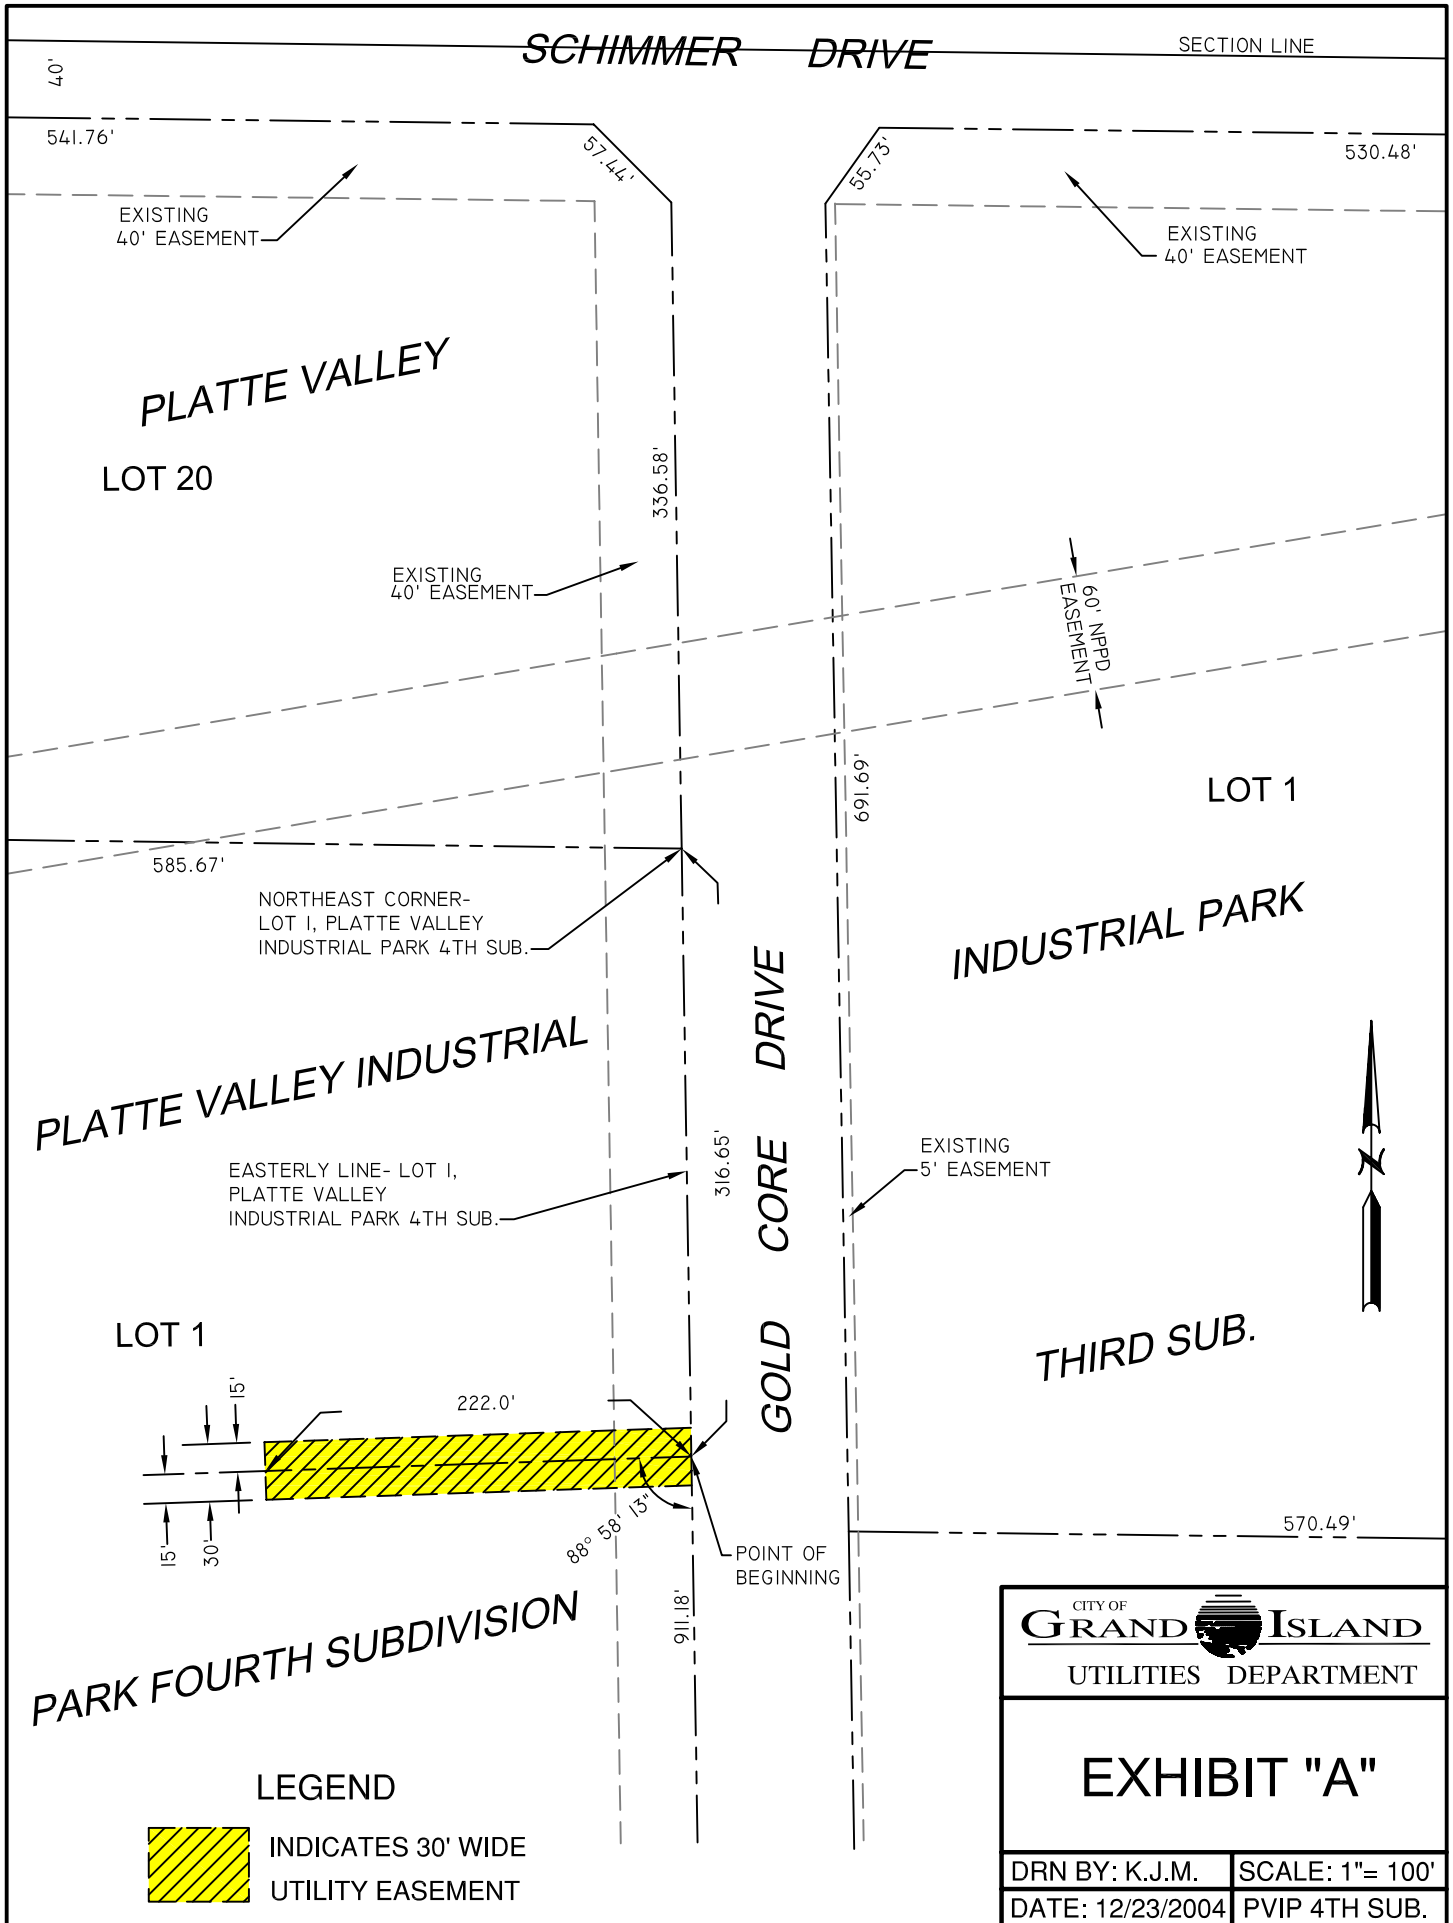 SCHIMMER DRIVE
SECTION LINE
40'
541.76'
57.44'
55.73'
530.48'
EXISTING
40' EASEMENT
EXISTING
40' EASEMENT
PLATTE VALLEY
LOT 20
336.58'
EXISTING
40' EASEMENT
60' NPPD
EASEMENT
691.69'
LOT 1
585.67'
NORTHEAST CORNER-
LOT 1, PLATTE VALLEY
INDUSTRIAL PARK 4TH SUB.
INDUSTRIAL PARK
PLATTE VALLEY INDUSTRIAL
GOLD CORE DRIVE
316.65'
EXISTING
5' EASEMENT
EASTERLY LINE- LOT 1,
PLATTE VALLEY
INDUSTRIAL PARK 4TH SUB.
N
LOT 1
THIRD SUB.
15'
222.0'
15'
30'
88° 58' 13"
POINT OF
BEGINNING
570.49'
911.18'
PARK FOURTH SUBDIVISION
CITY OF
GRAND ISLAND
UTILITIES DEPARTMENT
EXHIBIT "A"
LEGEND
INDICATES 30' WIDE
UTILITY EASEMENT
DRN BY: K.J.M.
SCALE: 1"= 100'
DATE: 12/23/2004
PVIP 4TH SUB.